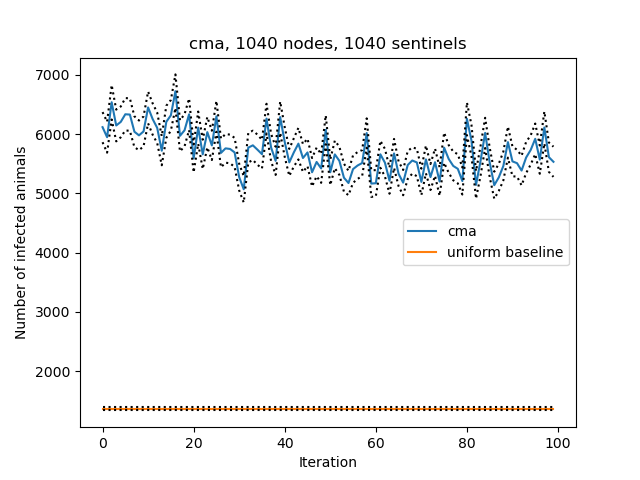 cma, 1040 nodes, 1040 sentinels
Number of infected animals
7000
6000
5000
4000
3000
2000
cma
uniform baseline
0 20 40 60 80 100
Iteration